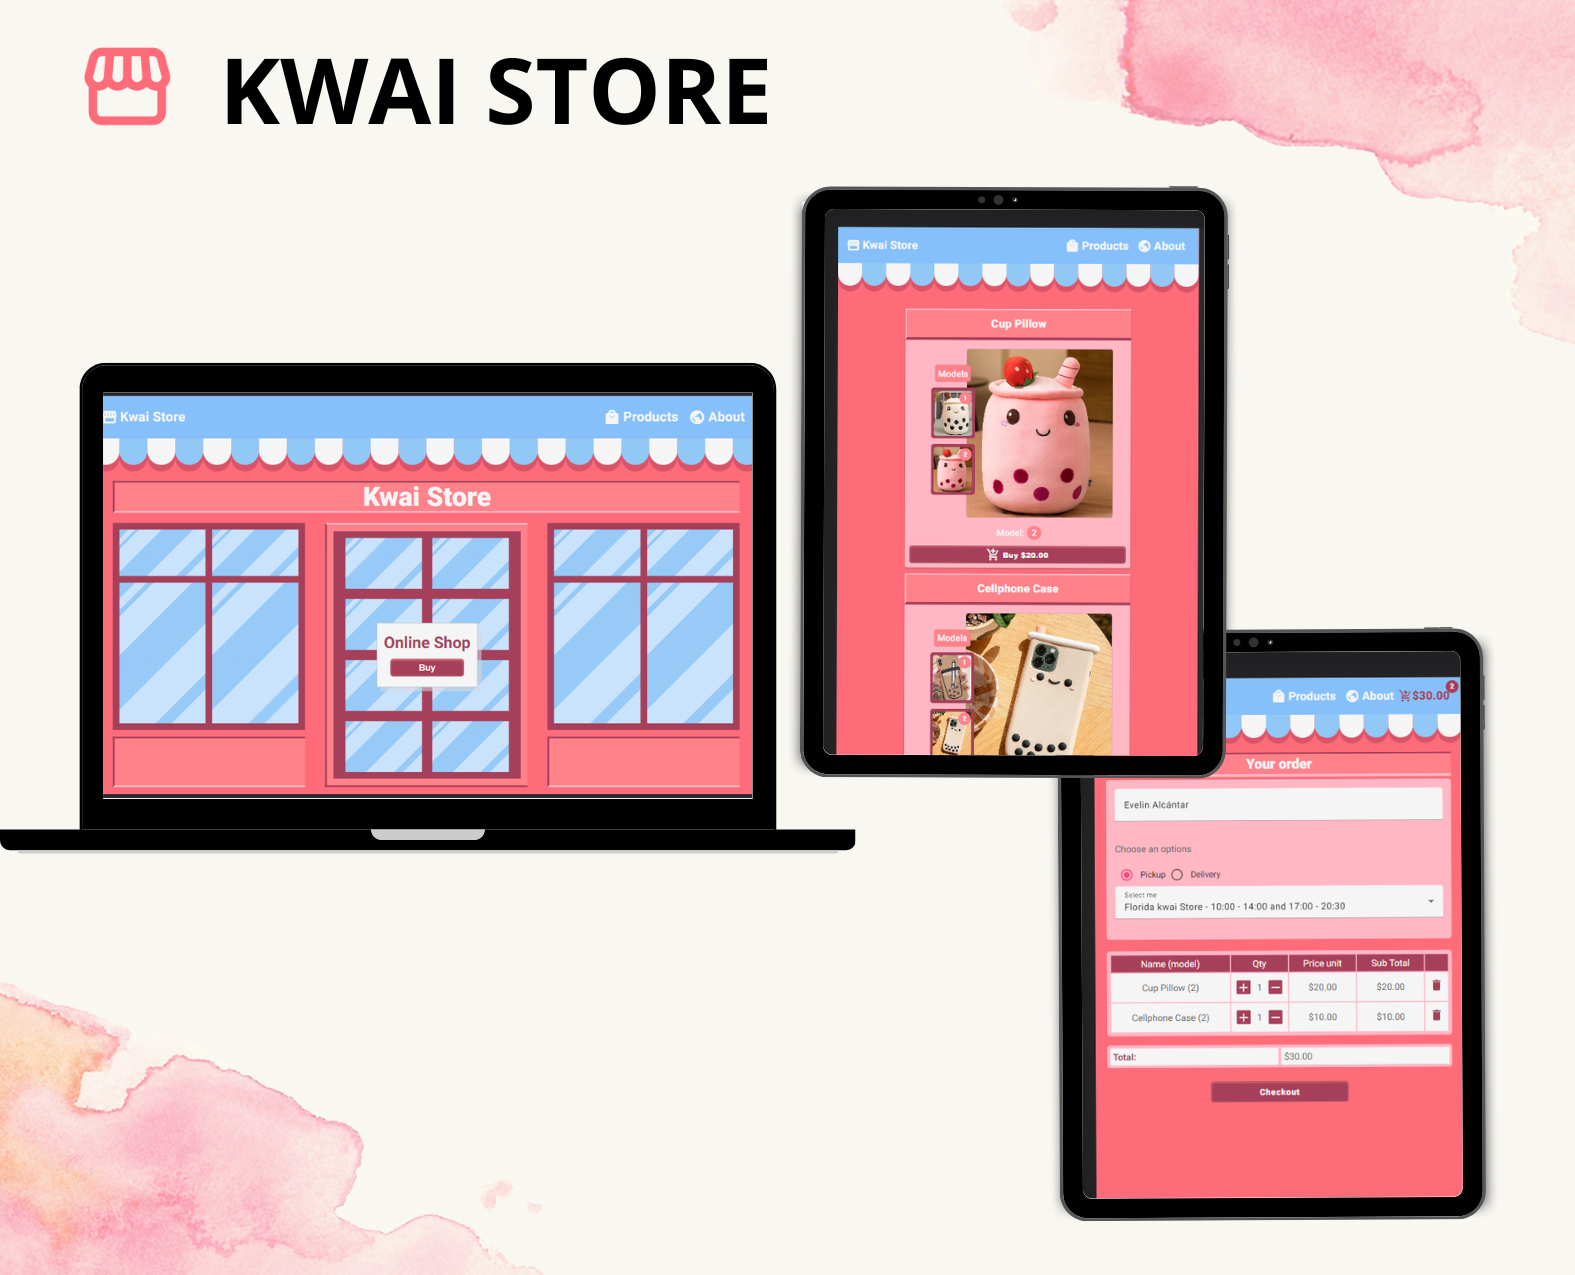 KWAI STORE
Kwai Store Products About
Kwai Store
Online Shop
Buy
Kwai Store Products About
Cup Pillow
Models
1
2
Model: 2
Buy $20.00
Cellphone Case
Models
1
2
Products About $30.00 2
Your order
Evelin Alcántar
Choose an options
Pickup Delivery
Select me
Florida kwai Store - 10:00 - 14:00 and 17:00 - 20:30
Name (model) Qty Price unit Sub Total
Cup Pillow (2) + 1 − $20.00 $20.00
Cellphone Case (2) + 1 − $10.00 $10.00
Total: $30.00
Checkout